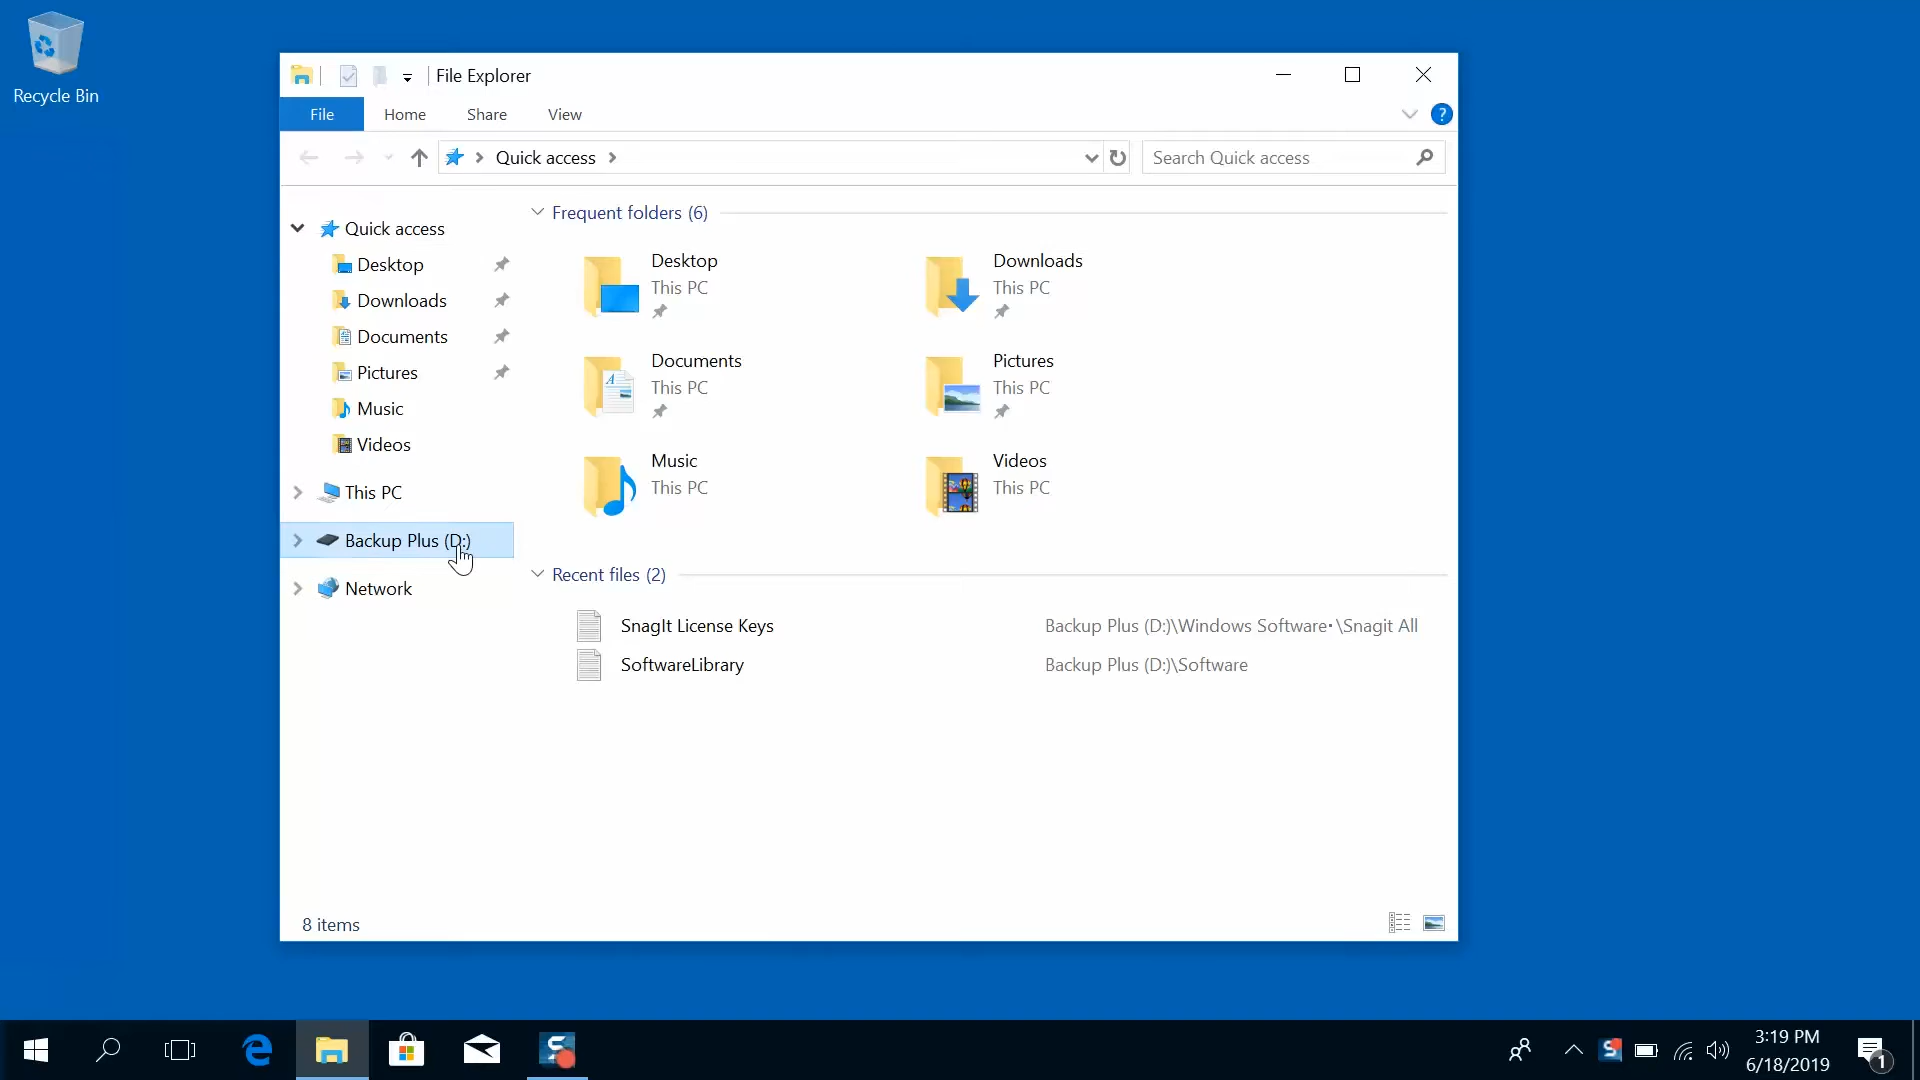 Recycle Bin
File Explorer
File Home Share View
?
Quick access
Search Quick access
Quick access
Desktop
Downloads
Documents
Pictures
Music
Videos
This PC
Backup Plus (D:)
Network
Frequent folders (6)
Desktop
This PC
Downloads
This PC
Documents
This PC
Pictures
This PC
Music
This PC
Videos
This PC
Recent files (2)
SnagIt License Keys Backup Plus (D:)\Windows Software•\Snagit All
SoftwareLibrary Backup Plus (D:)\Software
8 items
3:19 PM
6/18/2019
1